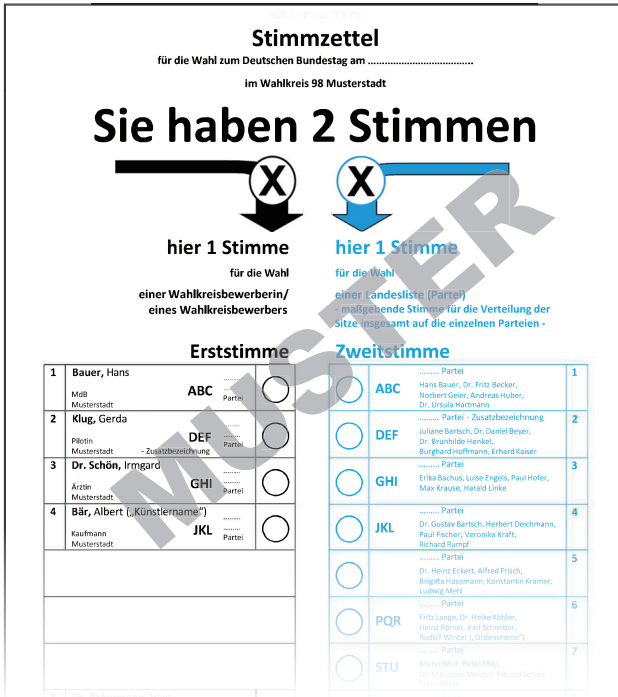 Stimmzettel
für die Wahl zum Deutschen Bundestag am ........................................
im Wahlkreis 98 Musterstadt
Sie haben 2 Stimmen
X
X
hier 1 Stimme
für die Wahl
einer Wahlkreisbewerberin/
eines Wahlkreisbewerbers
Erststimme
hier 1 Stimme
für die Wahl
einer Landesliste (Partei)
- maßgebende Stimme für die Verteilung der
Sitze insgesamt auf die einzelnen Parteien -
Zweitstimme
MUSTER
1 Bauer, Hans
MdB
Musterstadt
ABC
.........
.........
Partei
2 Klug, Gerda
Pilotin
Musterstadt
DEF
- Zusatzbezeichnung
.........
.........
Partei
3 Dr. Schön, Irmgard
Ärztin
Musterstadt
GHI
.........
.........
Partei
4 Bär, Albert („Künstlername“)
Kaufmann
Musterstadt
JKL
.........
.........
Partei
ABC
......... Partei
Hans Bauer, Dr. Fritz Becker,
Norbert Geier, Andreas Huber,
Dr. Ursula Hartmann
1
DEF
......... Partei - Zusatzbezeichnung
Juliane Bartsch, Dr. Daniel Beyer,
Dr. Brunhilde Henkel,
Burghard Hoffmann, Erhard Kaiser
2
GHI
......... Partei
Erika Bachus, Luise Engels, Paul Hofer,
Max Krause, Harald Linke
3
JKL
......... Partei
Dr. Gustav Bartsch, Herbert Deichmann,
Paul Fischer, Veronika Kraft,
Richard Rumpf
4
......... Partei
Dr. Heinz Eckert, Alfred Frisch,
Brigitta Hausmann, Konstantin Kramer,
Ludwig Mehl
5
PQR
......... Partei
Fritz Lange, Dr. Heike Köhler,
Heinz Römer, Karl Schreiber,
Rudolf Winter („Ordensname“)
6
STU
......... Partei
Bruno Wolf, Peter May,
7